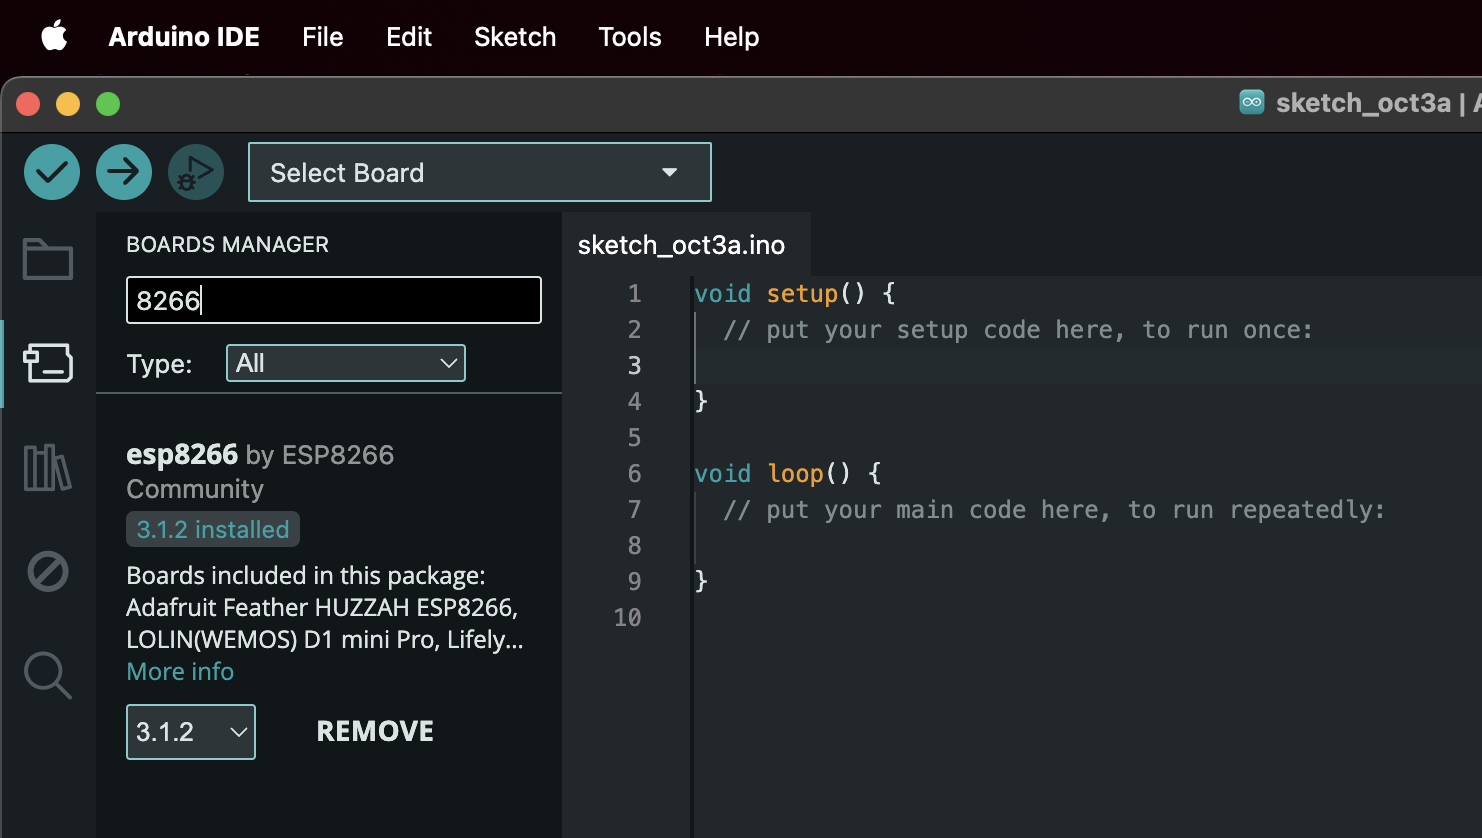 Arduino IDE File Edit Sketch Tools Help
sketch_oct3a |
Select Board
BOARDS MANAGER
8266
Type: All
esp8266 by ESP8266
Community
3.1.2 installed
Boards included in this package:
Adafruit Feather HUZZAH ESP8266,
LOLIN(WEMOS) D1 mini Pro, Lifely...
More info
3.1.2 REMOVE
sketch_oct3a.ino
1 void setup() {
2 // put your setup code here, to run once:
3
4 }
5
6 void loop() {
7 // put your main code here, to run repeatedly:
8
9 }
10